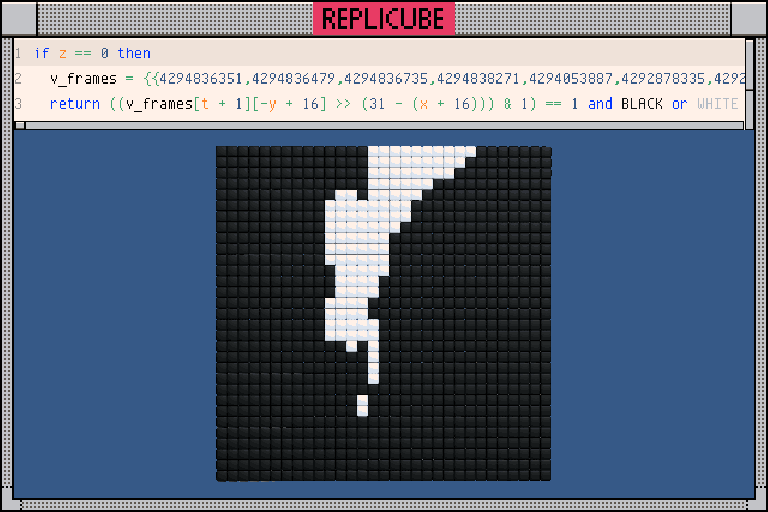 REPLICUBE
1 if z == 0 then
2 v_frames = {{4294836351,4294836479,4294836735,4294838271,4294053887,4292878335,4292
3 return ((v_frames[t + 1][-y + 16] >> (31 - (x + 16))) & 1) == 1 and BLACK or WHITE